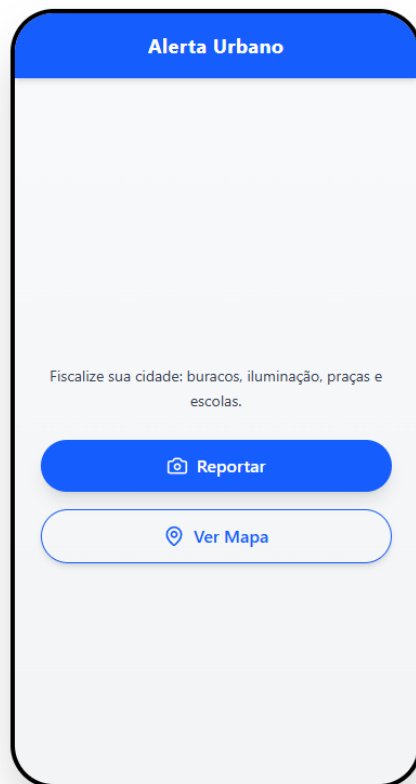 Alerta Urbano
Fiscalize sua cidade: buracos, iluminação, praças e
escolas.
Reportar
Ver Mapa